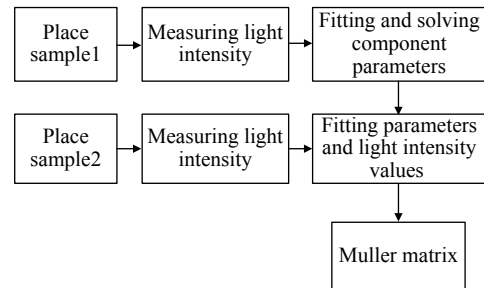 Place
sample1
Measuring light
intensity
Fitting and solving
component
parameters
Place
sample2
Measuring light
intensity
Fitting parameters
and light intensity
values
Muller matrix